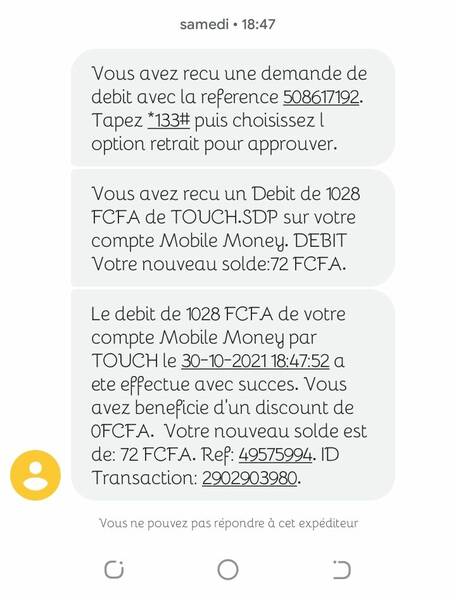 samedi • 18:47
Vous avez recu une demande de
debit avec la reference 508617192.
Tapez *133# puis choisissez l
option retrait pour approuver.
Vous avez recu un Debit de 1028
FCFA de TOUCH.SDP sur votre
compte Mobile Money. DEBIT
Votre nouveau solde:72 FCFA.
Le debit de 1028 FCFA de votre
compte Mobile Money par
TOUCH le 30-10-2021 18:47:52 a
ete effectue avec succes. Vous
avez beneficie d'un discount de
0FCFA.  Votre nouveau solde est
de: 72 FCFA. Ref: 49575994. ID
Transaction: 2902903980.
Vous ne pouvez pas répondre à cet expéditeur